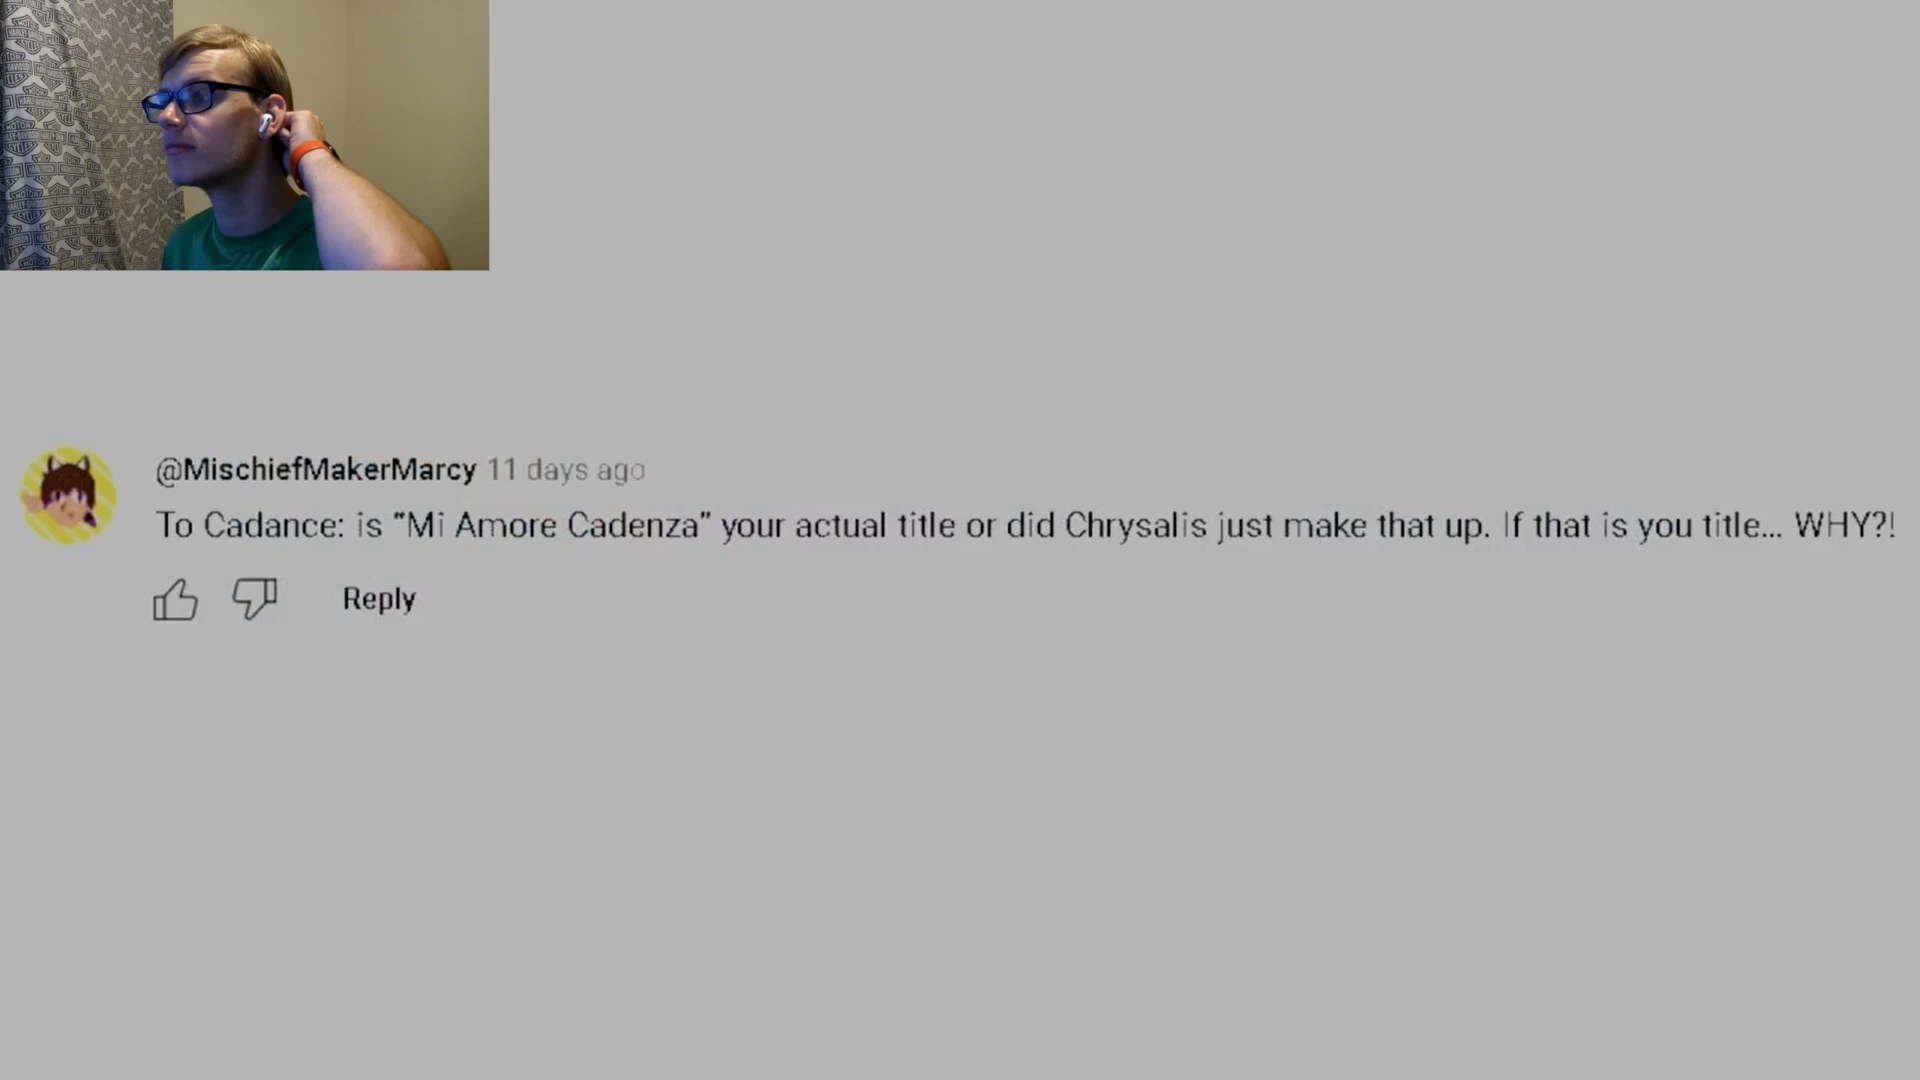 @MischiefMakerMarcy 11 days ago
To Cadance: is “Mi Amore Cadenza” your actual title or did Chrysalis just make that up. If that is you title... WHY?!
Reply